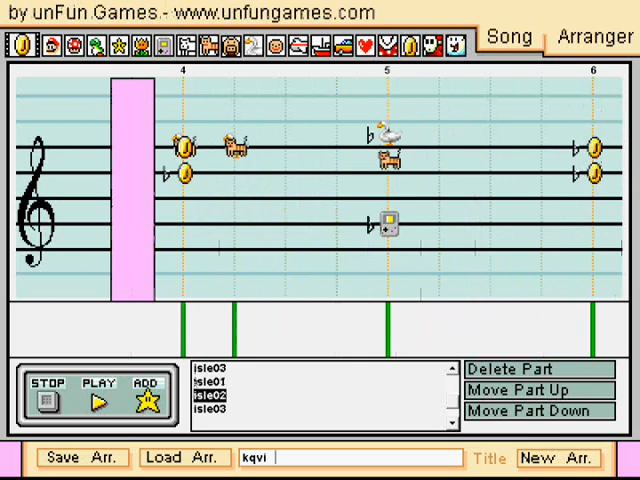 by unFun Games - www.unfungames.com
Song
Arranger
4
5
6
STOP
PLAY
ADD
isle03
isle01
isle02
isle03
Delete Part
Move Part Up
Move Part Down
Save Arr.
Load Arr.
kqvi
Title
New Arr.